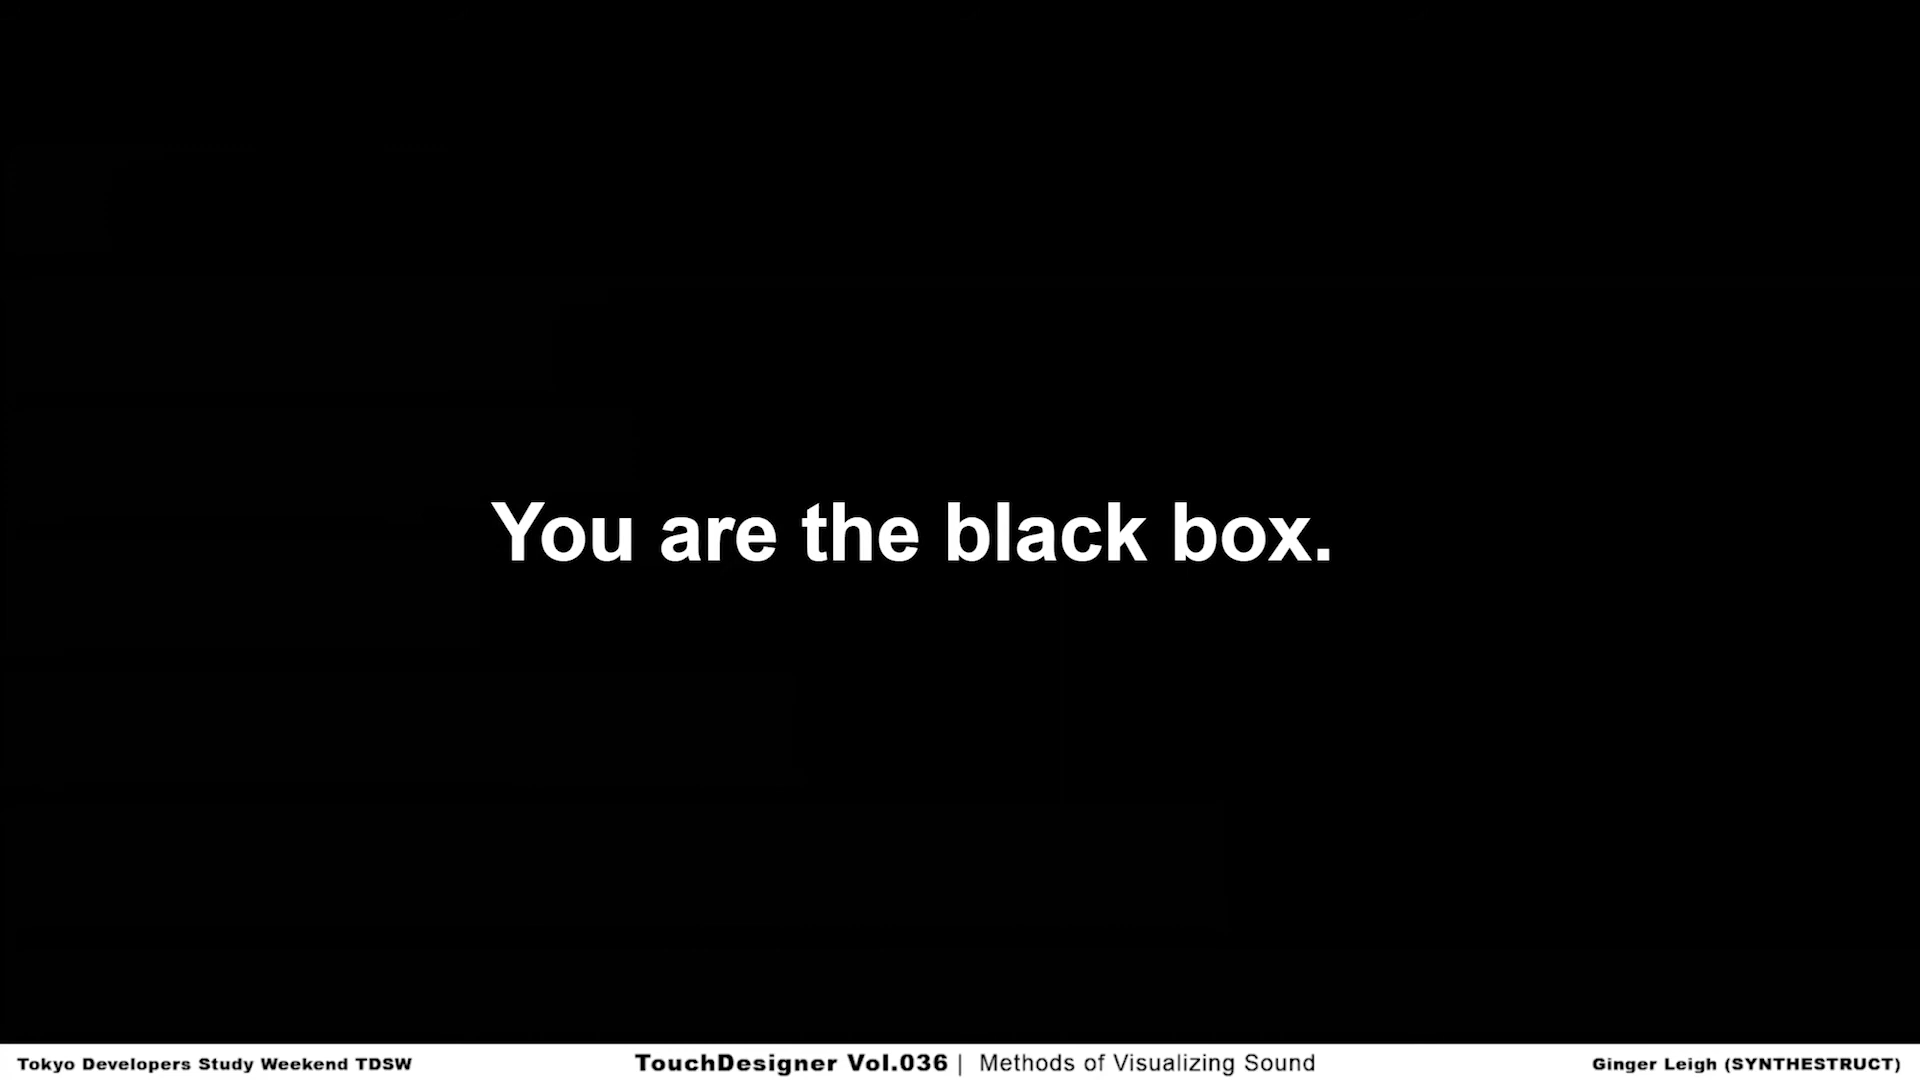 You are the black box.
Tokyo Developers Study Weekend TDSW
TouchDesigner Vol.036 | Methods of Visualizing Sound
Ginger Leigh (SYNTHESTRUCT)